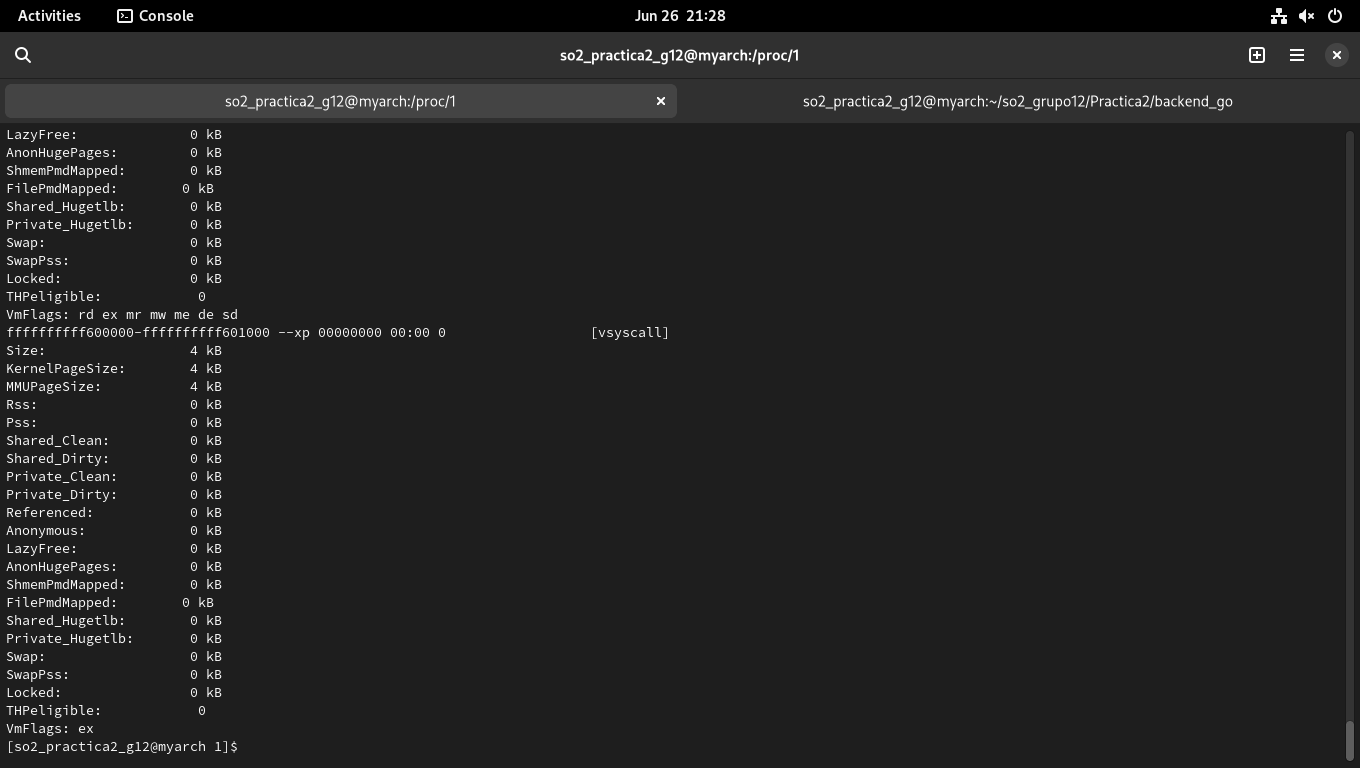 Activities Console Jun 26 21:28
so2_practica2_g12@myarch:/proc/1
so2_practica2_g12@myarch:/proc/1 so2_practica2_g12@myarch:~/so2_grupo12/Practica2/backend_go
LazyFree: 0 kB
AnonHugePages: 0 kB
ShmemPmdMapped: 0 kB
FilePmdMapped: 0 kB
Shared_Hugetlb: 0 kB
Private_Hugetlb: 0 kB
Swap: 0 kB
SwapPss: 0 kB
Locked: 0 kB
THPeligible: 0
VmFlags: rd ex mr mw me de sd
ffffffffff600000-ffffffffff601000 --xp 00000000 00:00 0 [vsyscall]
Size: 4 kB
KernelPageSize: 4 kB
MMUPageSize: 4 kB
Rss: 0 kB
Pss: 0 kB
Shared_Clean: 0 kB
Shared_Dirty: 0 kB
Private_Clean: 0 kB
Private_Dirty: 0 kB
Referenced: 0 kB
Anonymous: 0 kB
LazyFree: 0 kB
AnonHugePages: 0 kB
ShmemPmdMapped: 0 kB
FilePmdMapped: 0 kB
Shared_Hugetlb: 0 kB
Private_Hugetlb: 0 kB
Swap: 0 kB
SwapPss: 0 kB
Locked: 0 kB
THPeligible: 0
VmFlags: ex
[so2_practica2_g12@myarch 1]$